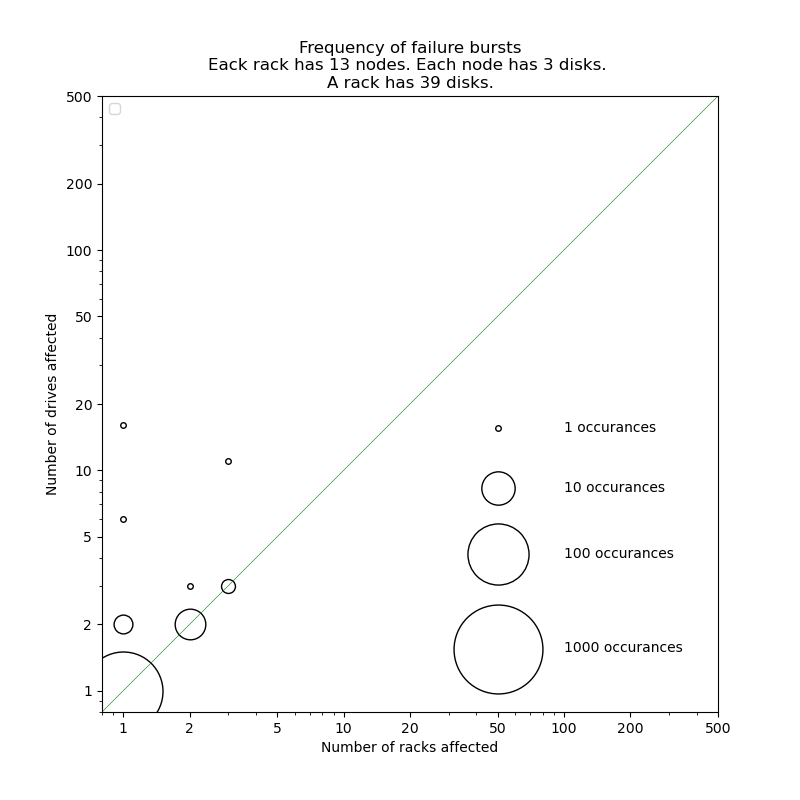 Frequency of failure bursts
Eack rack has 13 nodes. Each node has 3 disks.
A rack has 39 disks.
500
200
100
50
20
10
5
2
1
Number of drives affected
1 occurances
10 occurances
100 occurances
1000 occurances
1 2 5 10 20 50 100 200 500
Number of racks affected